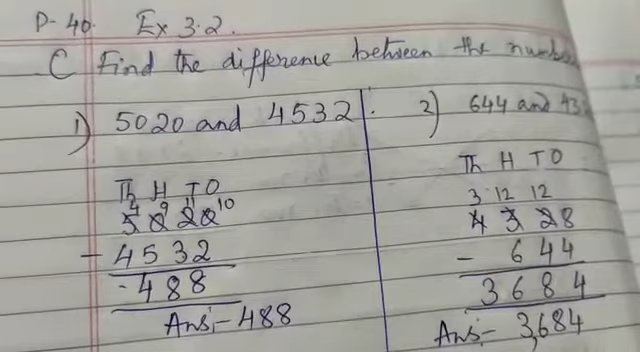 P-40. Ex 3.2.
C Find the difference between the
1) 5020 and 4532.
Th H T O
4 9 11 10
5 0 2 0
- 4 5 3 2
- 4 8 8
Ans:- 488
2) 644 and 43
Th H T O
3 12 12
4 3 2 8
- 6 4 4
3 6 8 4
Ans:- 3,684